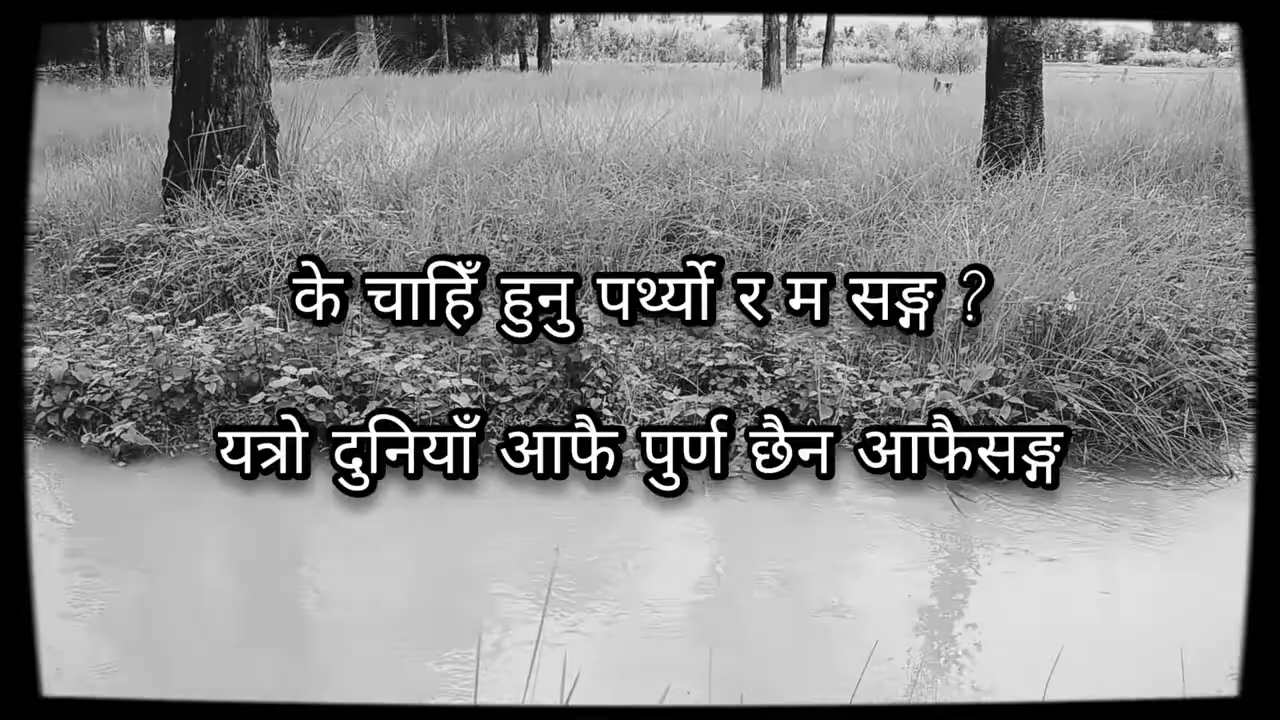 के चाहिँ हुनु पर्थ्यो र म सङ्ग ?
यत्रो दुनियाँ आफै पुर्ण छैन आफैसङ्ग